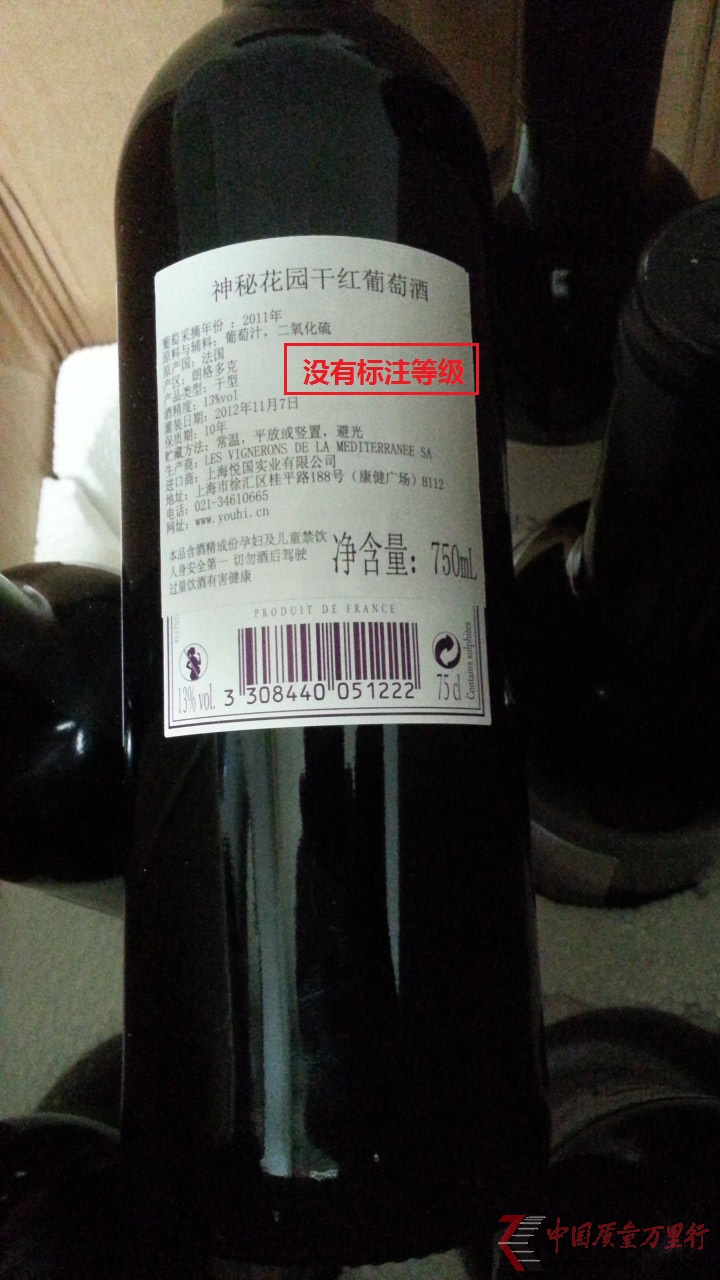 神秘花园干红葡萄酒
葡萄采摘年份：2011年
原料与辅料：葡萄汁，二氧化硫
原产国：法国
产区：朗格多克
产品类型：干型
酒精度：13%vol
灌装日期：2012年11月7日
保质期：10年
贮藏方法：常温，平放或竖置，避光
生产商：LES VIGNERONS DE LA MEDITERRANEE SA
进口商：上海悦国实业有限公司
地址：上海市徐汇区桂平路188号（康健广场）B112
电话：021-34610665
网址：www.youhi.cn
没有标注等级
本品含酒精成份孕妇及儿童禁饮
人身安全第一 切勿酒后驾驶
过量饮酒有害健康
净含量：750mL
PRODUIT DE FRANCE
13% vol.
3 308440 051222
75 cl
Contains sulphites
中国质量万里行